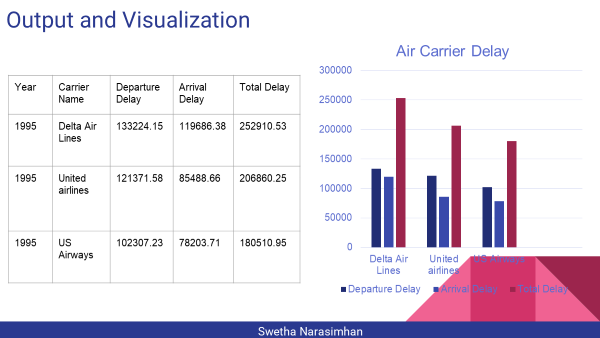 Output and Visualization
Year Carrier Name Departure Delay Arrival Delay Total Delay
1995 Delta Air Lines 133224.15 119686.38 252910.53
1995 United airlines 121371.58 85488.66 206860.25
1995 US Airways 102307.23 78203.71 180510.95
Air Carrier Delay
300000
250000
200000
150000
100000
50000
0
Delta Air Lines United airlines US Airways
Departure Delay Arrival Delay Total Delay
Swetha Narasimhan